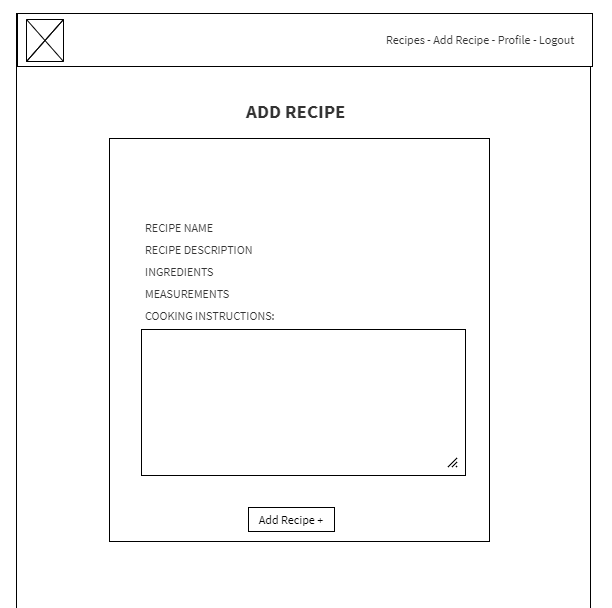 Recipes - Add Recipe - Profile - Logout
ADD RECIPE
RECIPE NAME
RECIPE DESCRIPTION
INGREDIENTS
MEASUREMENTS
COOKING INSTRUCTIONS:
Add Recipe +